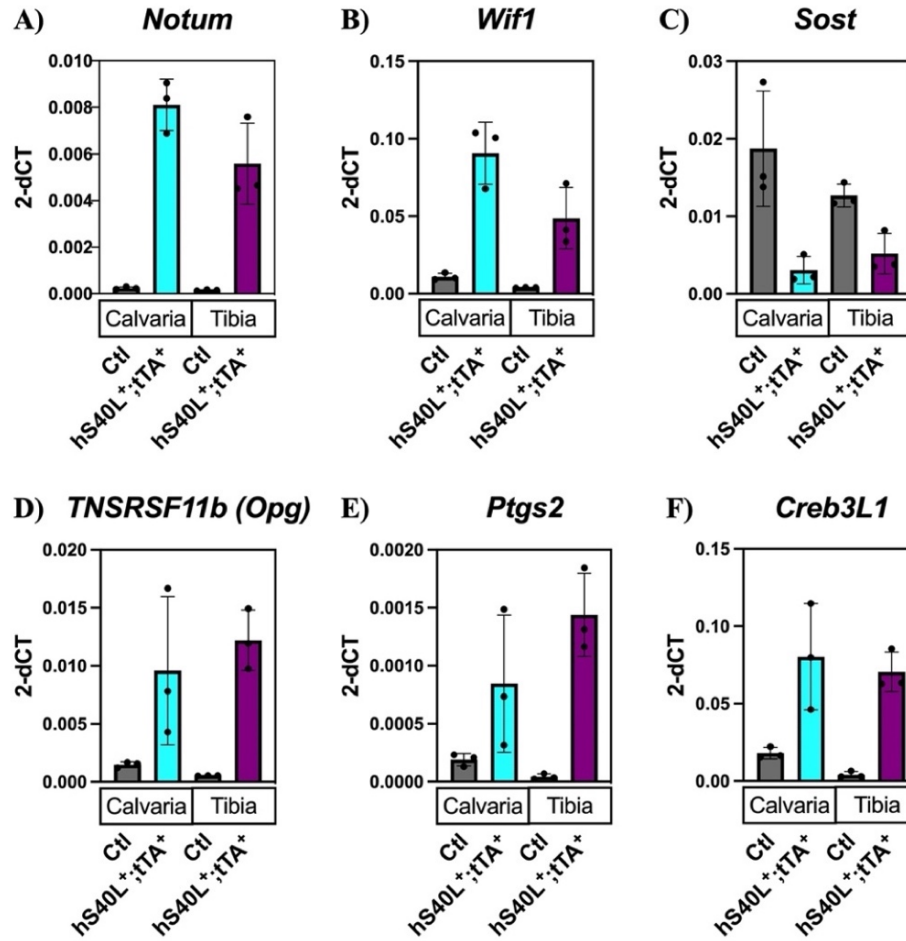 A) Notum
B) Wif1
C) Sost
0.010
0.008
0.006
0.004
0.002
0.000
2-dCT
Calvaria Tibia
Ctl
hS40L⁺;tTA⁺
Ctl
hS40L⁺;tTA⁺
0.15
0.10
0.05
0.00
2-dCT
Calvaria Tibia
Ctl
hS40L⁺;tTA⁺
Ctl
hS40L⁺;tTA⁺
0.03
0.02
0.01
0.00
2-dCT
Calvaria Tibia
Ctl
hS40L⁺;tTA⁺
Ctl
hS40L⁺;tTA⁺
D) TNSRSF11b (Opg)
E) Ptgs2
F) Creb3L1
0.020
0.015
0.010
0.005
0.000
2-dCT
Calvaria Tibia
Ctl
hS40L⁺;tTA⁺
Ctl
hS40L⁺;tTA⁺
0.0020
0.0015
0.0010
0.0005
0.0000
2-dCT
Calvaria Tibia
Ctl
hS40L⁺;tTA⁺
Ctl
hS40L⁺;tTA⁺
0.15
0.10
0.05
0.00
2-dCT
Calvaria Tibia
Ctl
hS40L⁺;tTA⁺
Ctl
hS40L⁺;tTA⁺